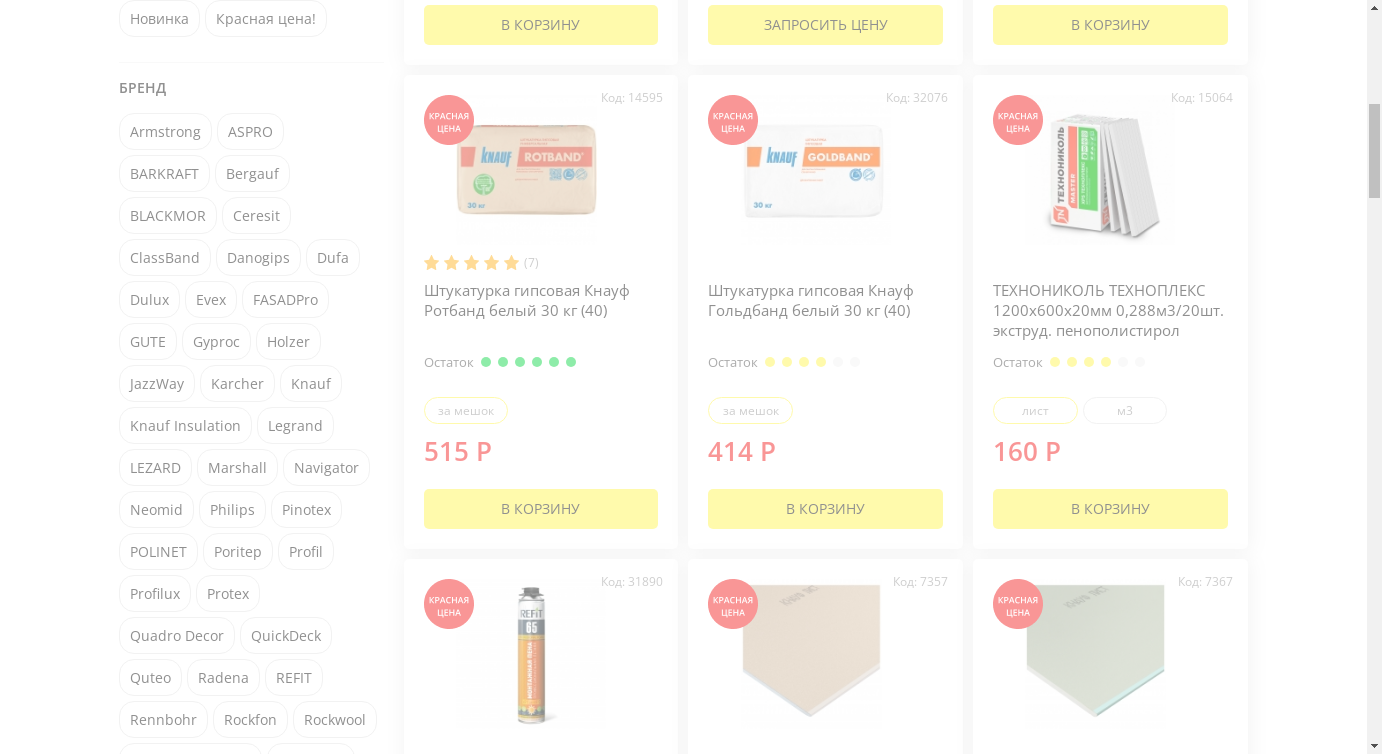 Новинка
Красная цена!
БРЕНД
Armstrong
ASPRO
BARKRAFT
Bergauf
BLACKMOR
Ceresit
ClassBand
Danogips
Dufa
Dulux
Evex
FASADPro
GUTE
Gyproc
Holzer
JazzWay
Karcher
Knauf
Knauf Insulation
Legrand
LEZARD
Marshall
Navigator
Neomid
Philips
Pinotex
POLINET
Poritep
Profil
Profilux
Protex
Quadro Decor
QuickDeck
Quteo
Radena
REFIT
Rennbohr
Rockfon
Rockwool
В КОРЗИНУ
ЗАПРОСИТЬ ЦЕНУ
В КОРЗИНУ
Код: 14595
КРАСНАЯ
ЦЕНА
KNAUF
ROTBAND
30 кг
(7)
Штукатурка гипсовая Кнауф
Ротбанд белый 30 кг (40)
Остаток
за мешок
515 Р
В КОРЗИНУ
Код: 32076
КРАСНАЯ
ЦЕНА
KNAUF
GOLDBAND
30 кг
Штукатурка гипсовая Кнауф
Гольдбанд белый 30 кг (40)
Остаток
за мешок
414 Р
В КОРЗИНУ
Код: 15064
КРАСНАЯ
ЦЕНА
ТЕХНОНИКОЛЬ
MASTER
ТЕХНОНИКОЛЬ ТЕХНОПЛЕКС
1200х600х20мм 0,288м3/20шт.
экструд. пенополистирол
Остаток
лист
м3
160 Р
В КОРЗИНУ
Код: 31890
КРАСНАЯ
ЦЕНА
REFIT
65
МОНТАЖНАЯ ПЕНА
Код: 7357
КРАСНАЯ
ЦЕНА
Код: 7367
КРАСНАЯ
ЦЕНА